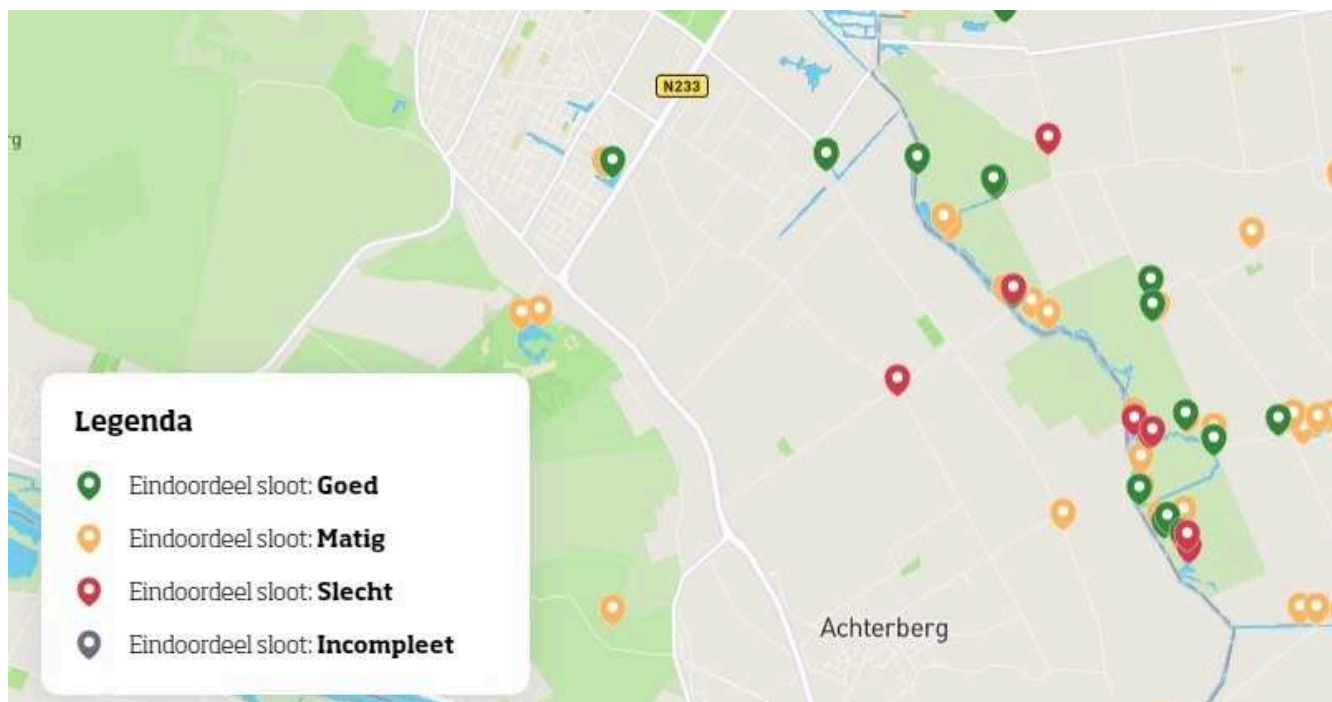 N233
rg
Legenda
Eindoordeel sloot: Goed
Eindoordeel sloot: Matig
Eindoordeel sloot: Slecht
Eindoordeel sloot: Incompleet
Achterberg